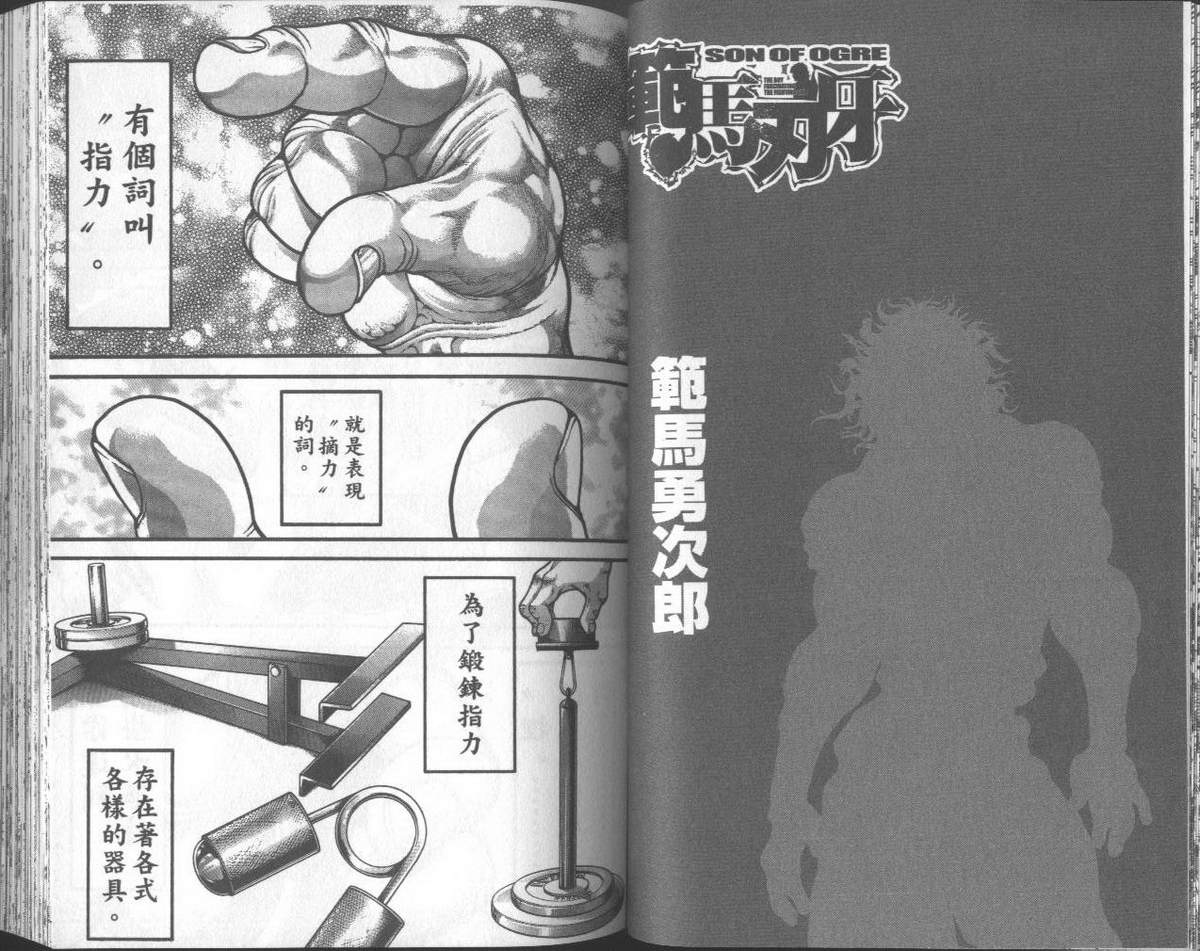 SON OF OGRE
範馬刃牙
範馬勇次郎
有個詞叫
〝指力〞。
就是表現
〝摘力〞
的詞。
為了鍛鍊指力
存在著各式
各樣的器具。